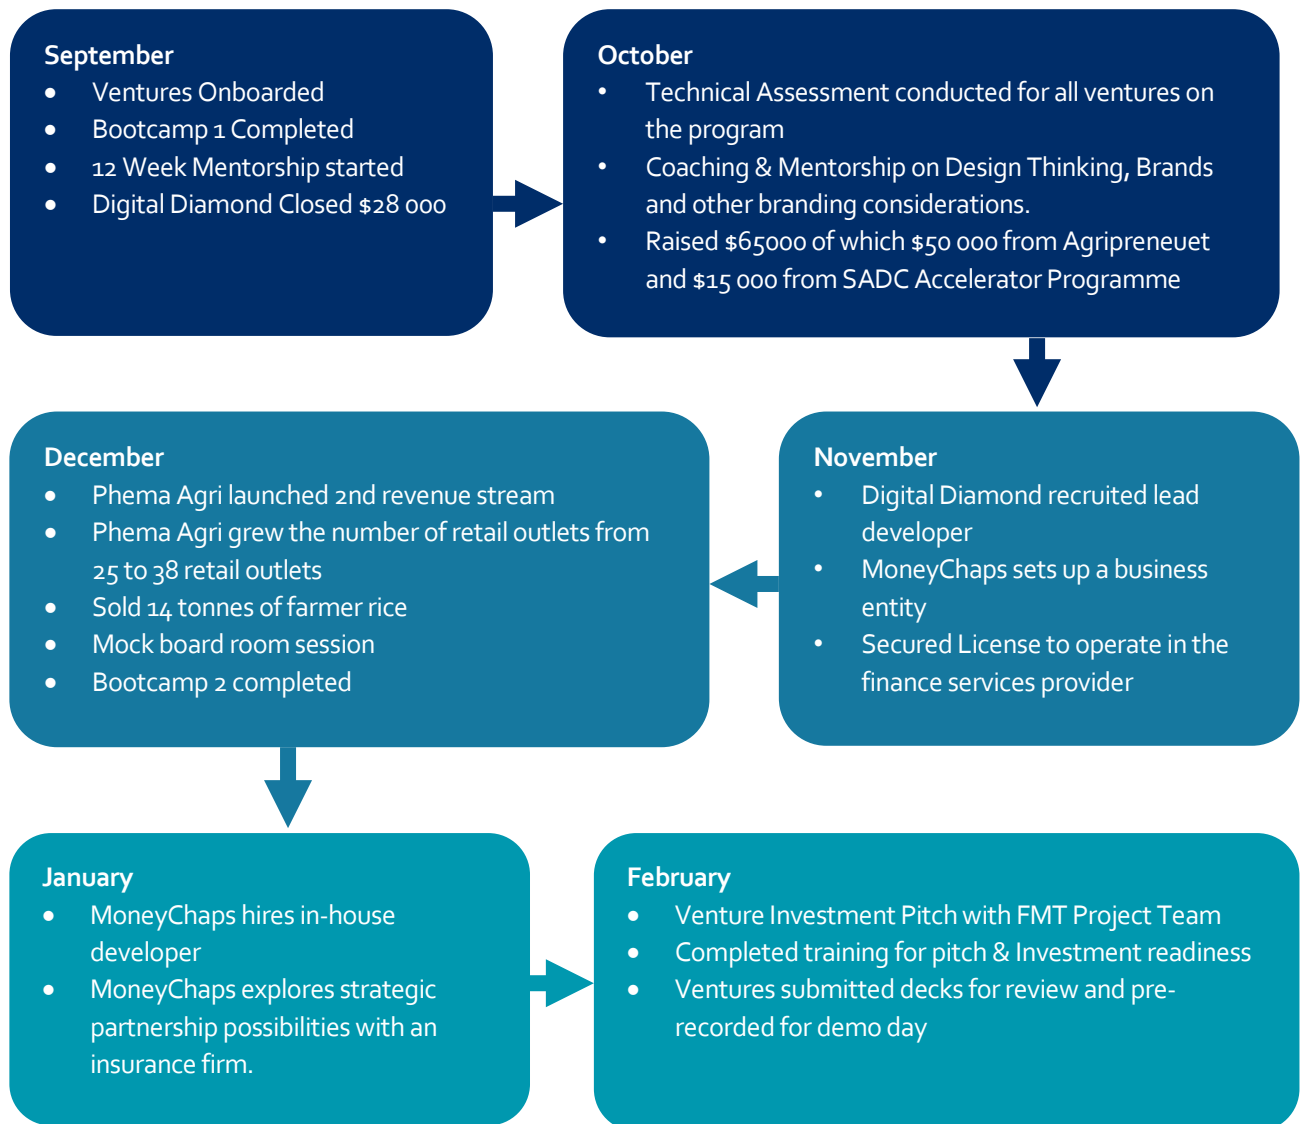 September
• Ventures Onboarded
• Bootcamp 1 Completed
• 12 Week Mentorship started
• Digital Diamond Closed $28 000
October
• Technical Assessment conducted for all ventures on
the program
• Coaching & Mentorship on Design Thinking, Brands
and other branding considerations.
• Raised $65000 of which $50 000 from Agripreneuet
and $15 000 from SADC Accelerator Programme
November
• Digital Diamond recruited lead
developer
• MoneyChaps sets up a business
entity
• Secured License to operate in the
finance services provider
December
• Phema Agri launched 2nd revenue stream
• Phema Agri grew the number of retail outlets from
25 to 38 retail outlets
• Sold 14 tonnes of farmer rice
• Mock board room session
• Bootcamp 2 completed
January
• MoneyChaps hires in-house
developer
• MoneyChaps explores strategic
partnership possibilities with an
insurance firm.
February
• Venture Investment Pitch with FMT Project Team
• Completed training for pitch & Investment readiness
• Ventures submitted decks for review and pre-
recorded for demo day